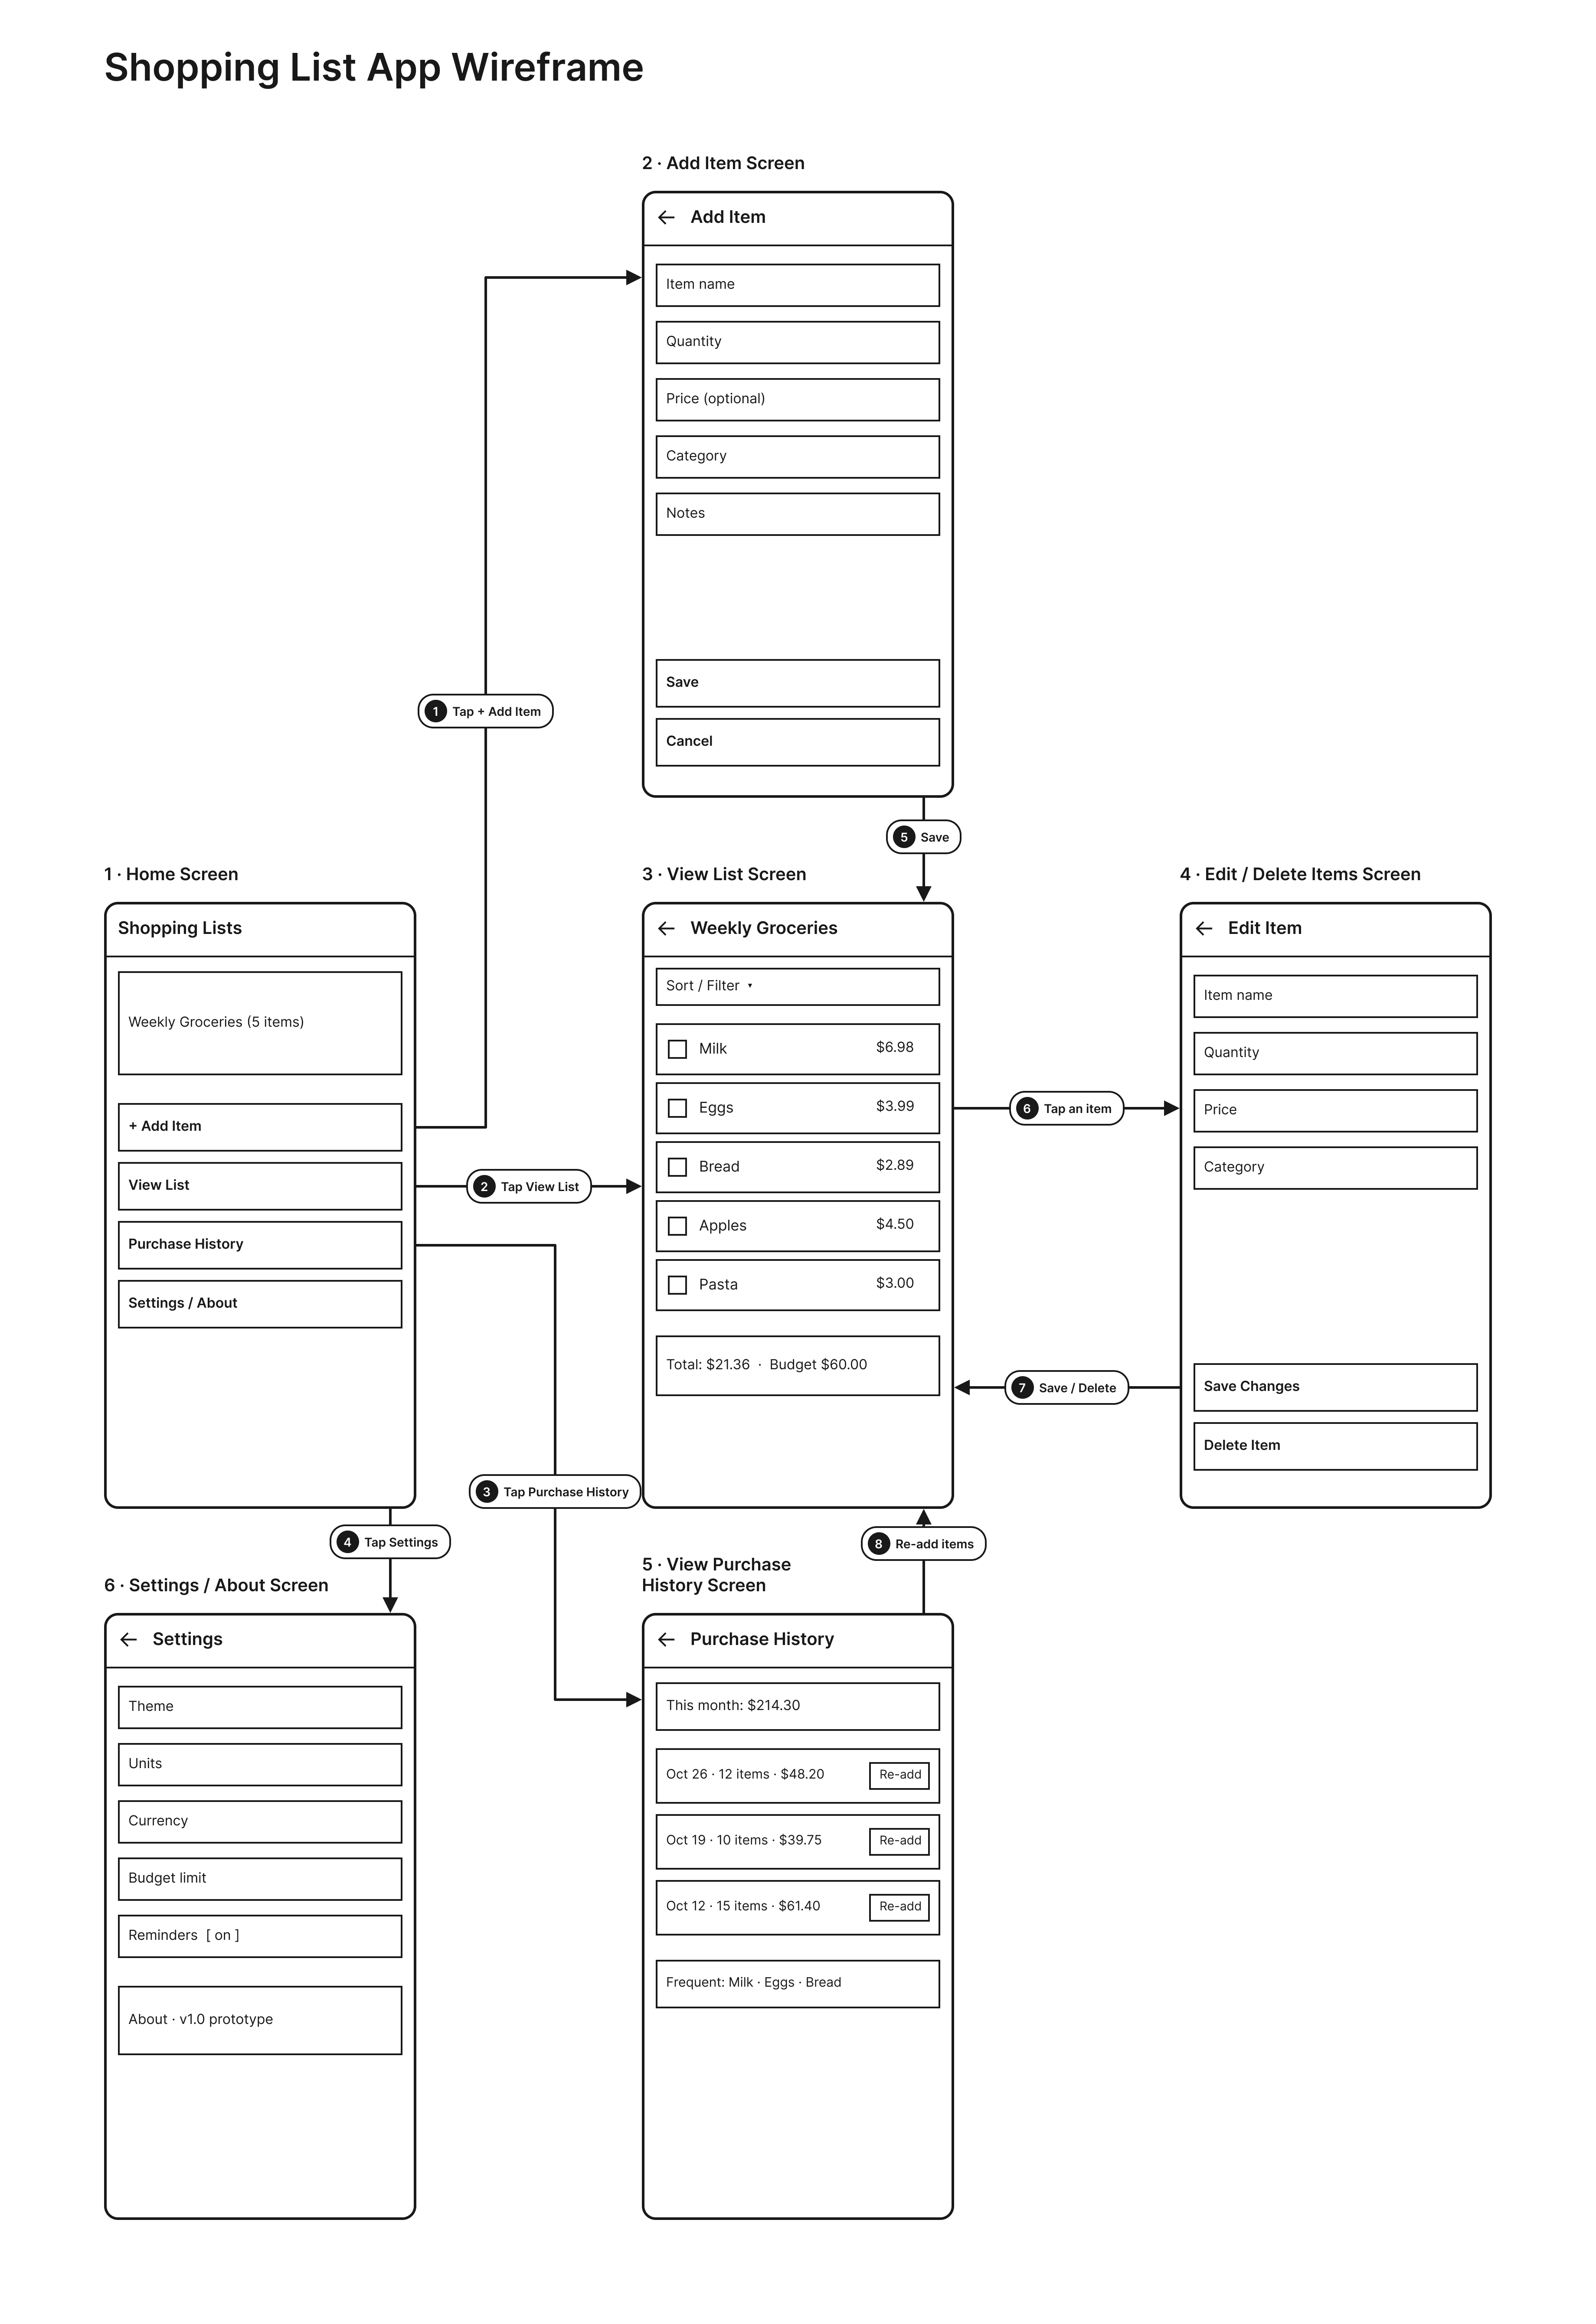 Shopping List App Wireframe
2 · Add Item Screen
← Add Item
Item name
Quantity
Price (optional)
Category
Notes
Save
Cancel
1 Tap + Add Item
5 Save
1 · Home Screen
Shopping Lists
Weekly Groceries (5 items)
+ Add Item
View List
Purchase History
Settings / About
2 Tap View List
3 Tap Purchase History
4 Tap Settings
3 · View List Screen
← Weekly Groceries
Sort / Filter ▾
Milk $6.98
Eggs $3.99
Bread $2.89
Apples $4.50
Pasta $3.00
Total: $21.36 · Budget $60.00
6 Tap an item
7 Save / Delete
8 Re-add items
4 · Edit / Delete Items Screen
← Edit Item
Item name
Quantity
Price
Category
Save Changes
Delete Item
6 · Settings / About Screen
← Settings
Theme
Units
Currency
Budget limit
Reminders [ on ]
About · v1.0 prototype
5 · View Purchase
History Screen
← Purchase History
This month: $214.30
Oct 26 · 12 items · $48.20 Re-add
Oct 19 · 10 items · $39.75 Re-add
Oct 12 · 15 items · $61.40 Re-add
Frequent: Milk · Eggs · Bread